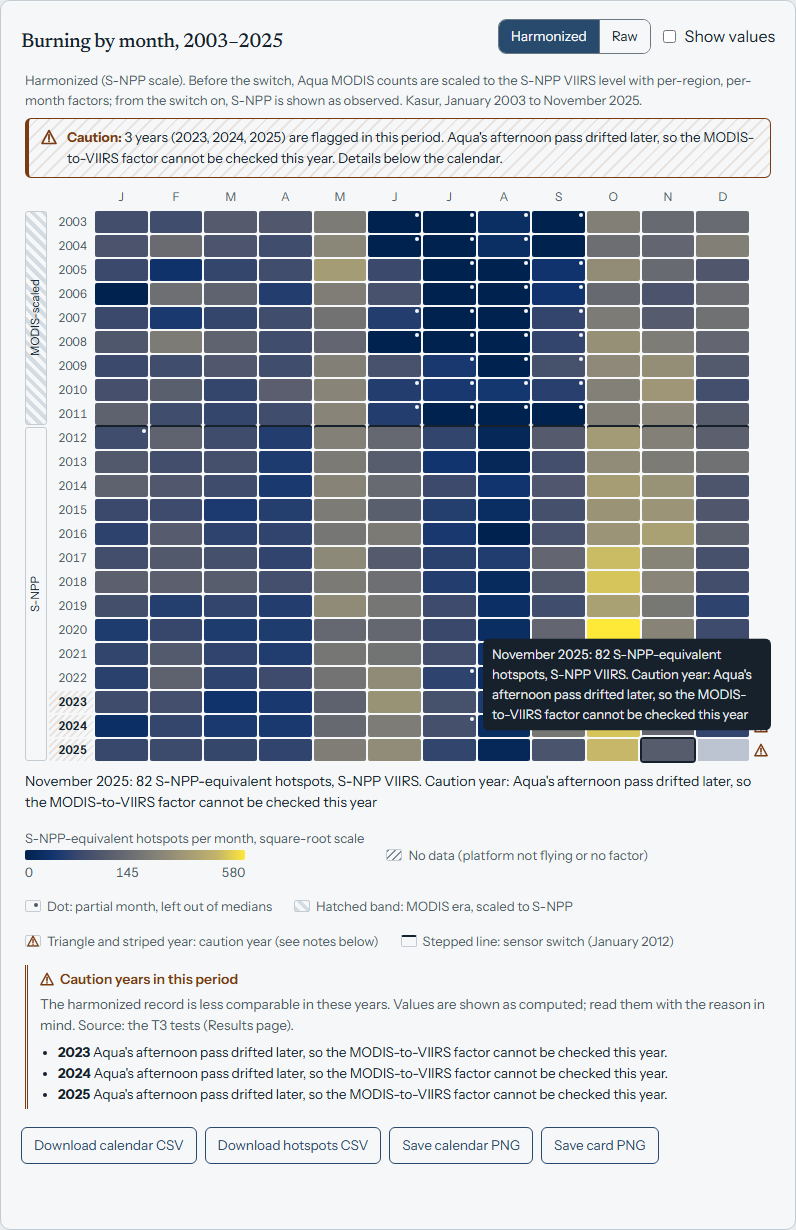 Burning by month, 2003–2025
Harmonized Raw Show values
Harmonized (S-NPP scale). Before the switch, Aqua MODIS counts are scaled to the S-NPP VIIRS level with per-region, per-
month factors; from the switch on, S-NPP is shown as observed. Kasur, January 2003 to November 2025.
Caution: 3 years (2023, 2024, 2025) are flagged in this period. Aqua's afternoon pass drifted later, so the MODIS-
to-VIIRS factor cannot be checked this year. Details below the calendar.
J F M A M J J A S O N D
MODIS-scaled
2003
2004
2005
2006
2007
2008
2009
2010
2011
S-NPP
2012
2013
2014
2015
2016
2017
2018
2019
2020
2021
2022
2023
2024
2025
November 2025: 82 S-NPP-equivalent
hotspots, S-NPP VIIRS. Caution year: Aqua's
afternoon pass drifted later, so the MODIS-
to-VIIRS factor cannot be checked this year
November 2025: 82 S-NPP-equivalent hotspots, S-NPP VIIRS. Caution year: Aqua's afternoon pass drifted later, so
the MODIS-to-VIIRS factor cannot be checked this year
S-NPP-equivalent hotspots per month, square-root scale
0 145 580
No data (platform not flying or no factor)
Dot: partial month, left out of medians
Hatched band: MODIS era, scaled to S-NPP
Triangle and striped year: caution year (see notes below)
Stepped line: sensor switch (January 2012)
Caution years in this period
The harmonized record is less comparable in these years. Values are shown as computed; read them with the reason in
mind. Source: the T3 tests (Results page).
• 2023 Aqua's afternoon pass drifted later, so the MODIS-to-VIIRS factor cannot be checked this year.
• 2024 Aqua's afternoon pass drifted later, so the MODIS-to-VIIRS factor cannot be checked this year.
• 2025 Aqua's afternoon pass drifted later, so the MODIS-to-VIIRS factor cannot be checked this year.
Download calendar CSV Download hotspots CSV Save calendar PNG Save card PNG